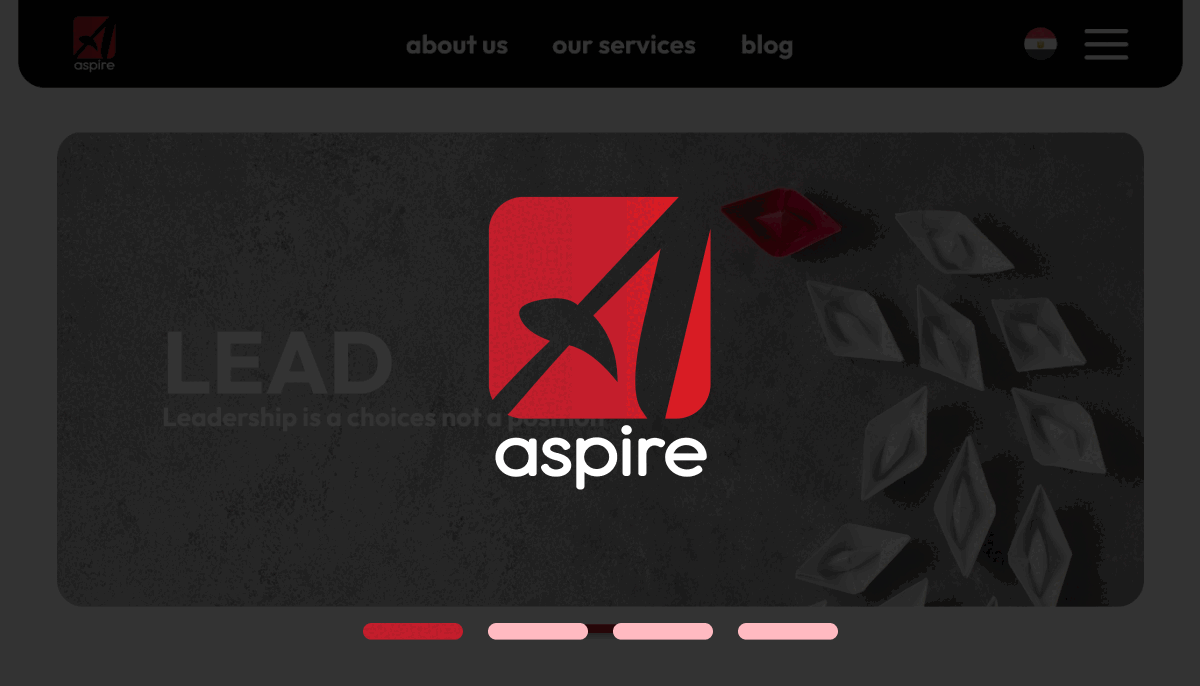 aspire
about us
our services
blog
LEAD
Leadership is a choices not a position
aspire